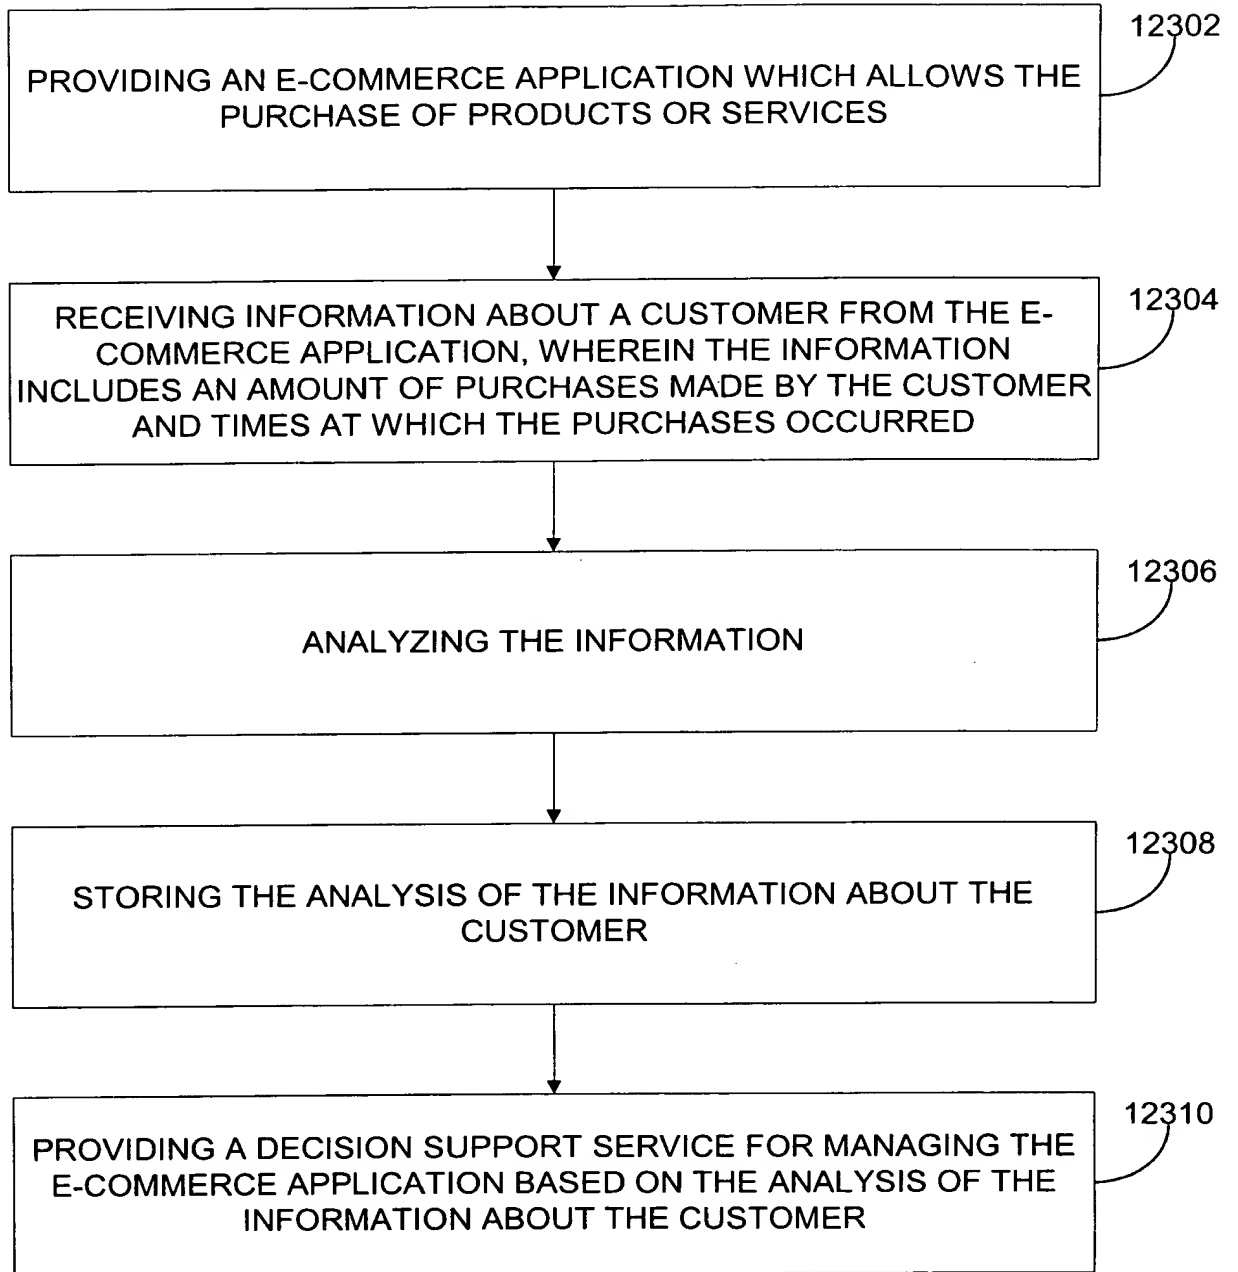 12302
PROVIDING AN E-COMMERCE APPLICATION WHICH ALLOWS THE
PURCHASE OF PRODUCTS OR SERVICES
12304
RECEIVING INFORMATION ABOUT A CUSTOMER FROM THE E-
COMMERCE APPLICATION, WHEREIN THE INFORMATION
INCLUDES AN AMOUNT OF PURCHASES MADE BY THE CUSTOMER
AND TIMES AT WHICH THE PURCHASES OCCURRED
12306
ANALYZING THE INFORMATION
12308
STORING THE ANALYSIS OF THE INFORMATION ABOUT THE
CUSTOMER
12310
PROVIDING A DECISION SUPPORT SERVICE FOR MANAGING THE
E-COMMERCE APPLICATION BASED ON THE ANALYSIS OF THE
INFORMATION ABOUT THE CUSTOMER